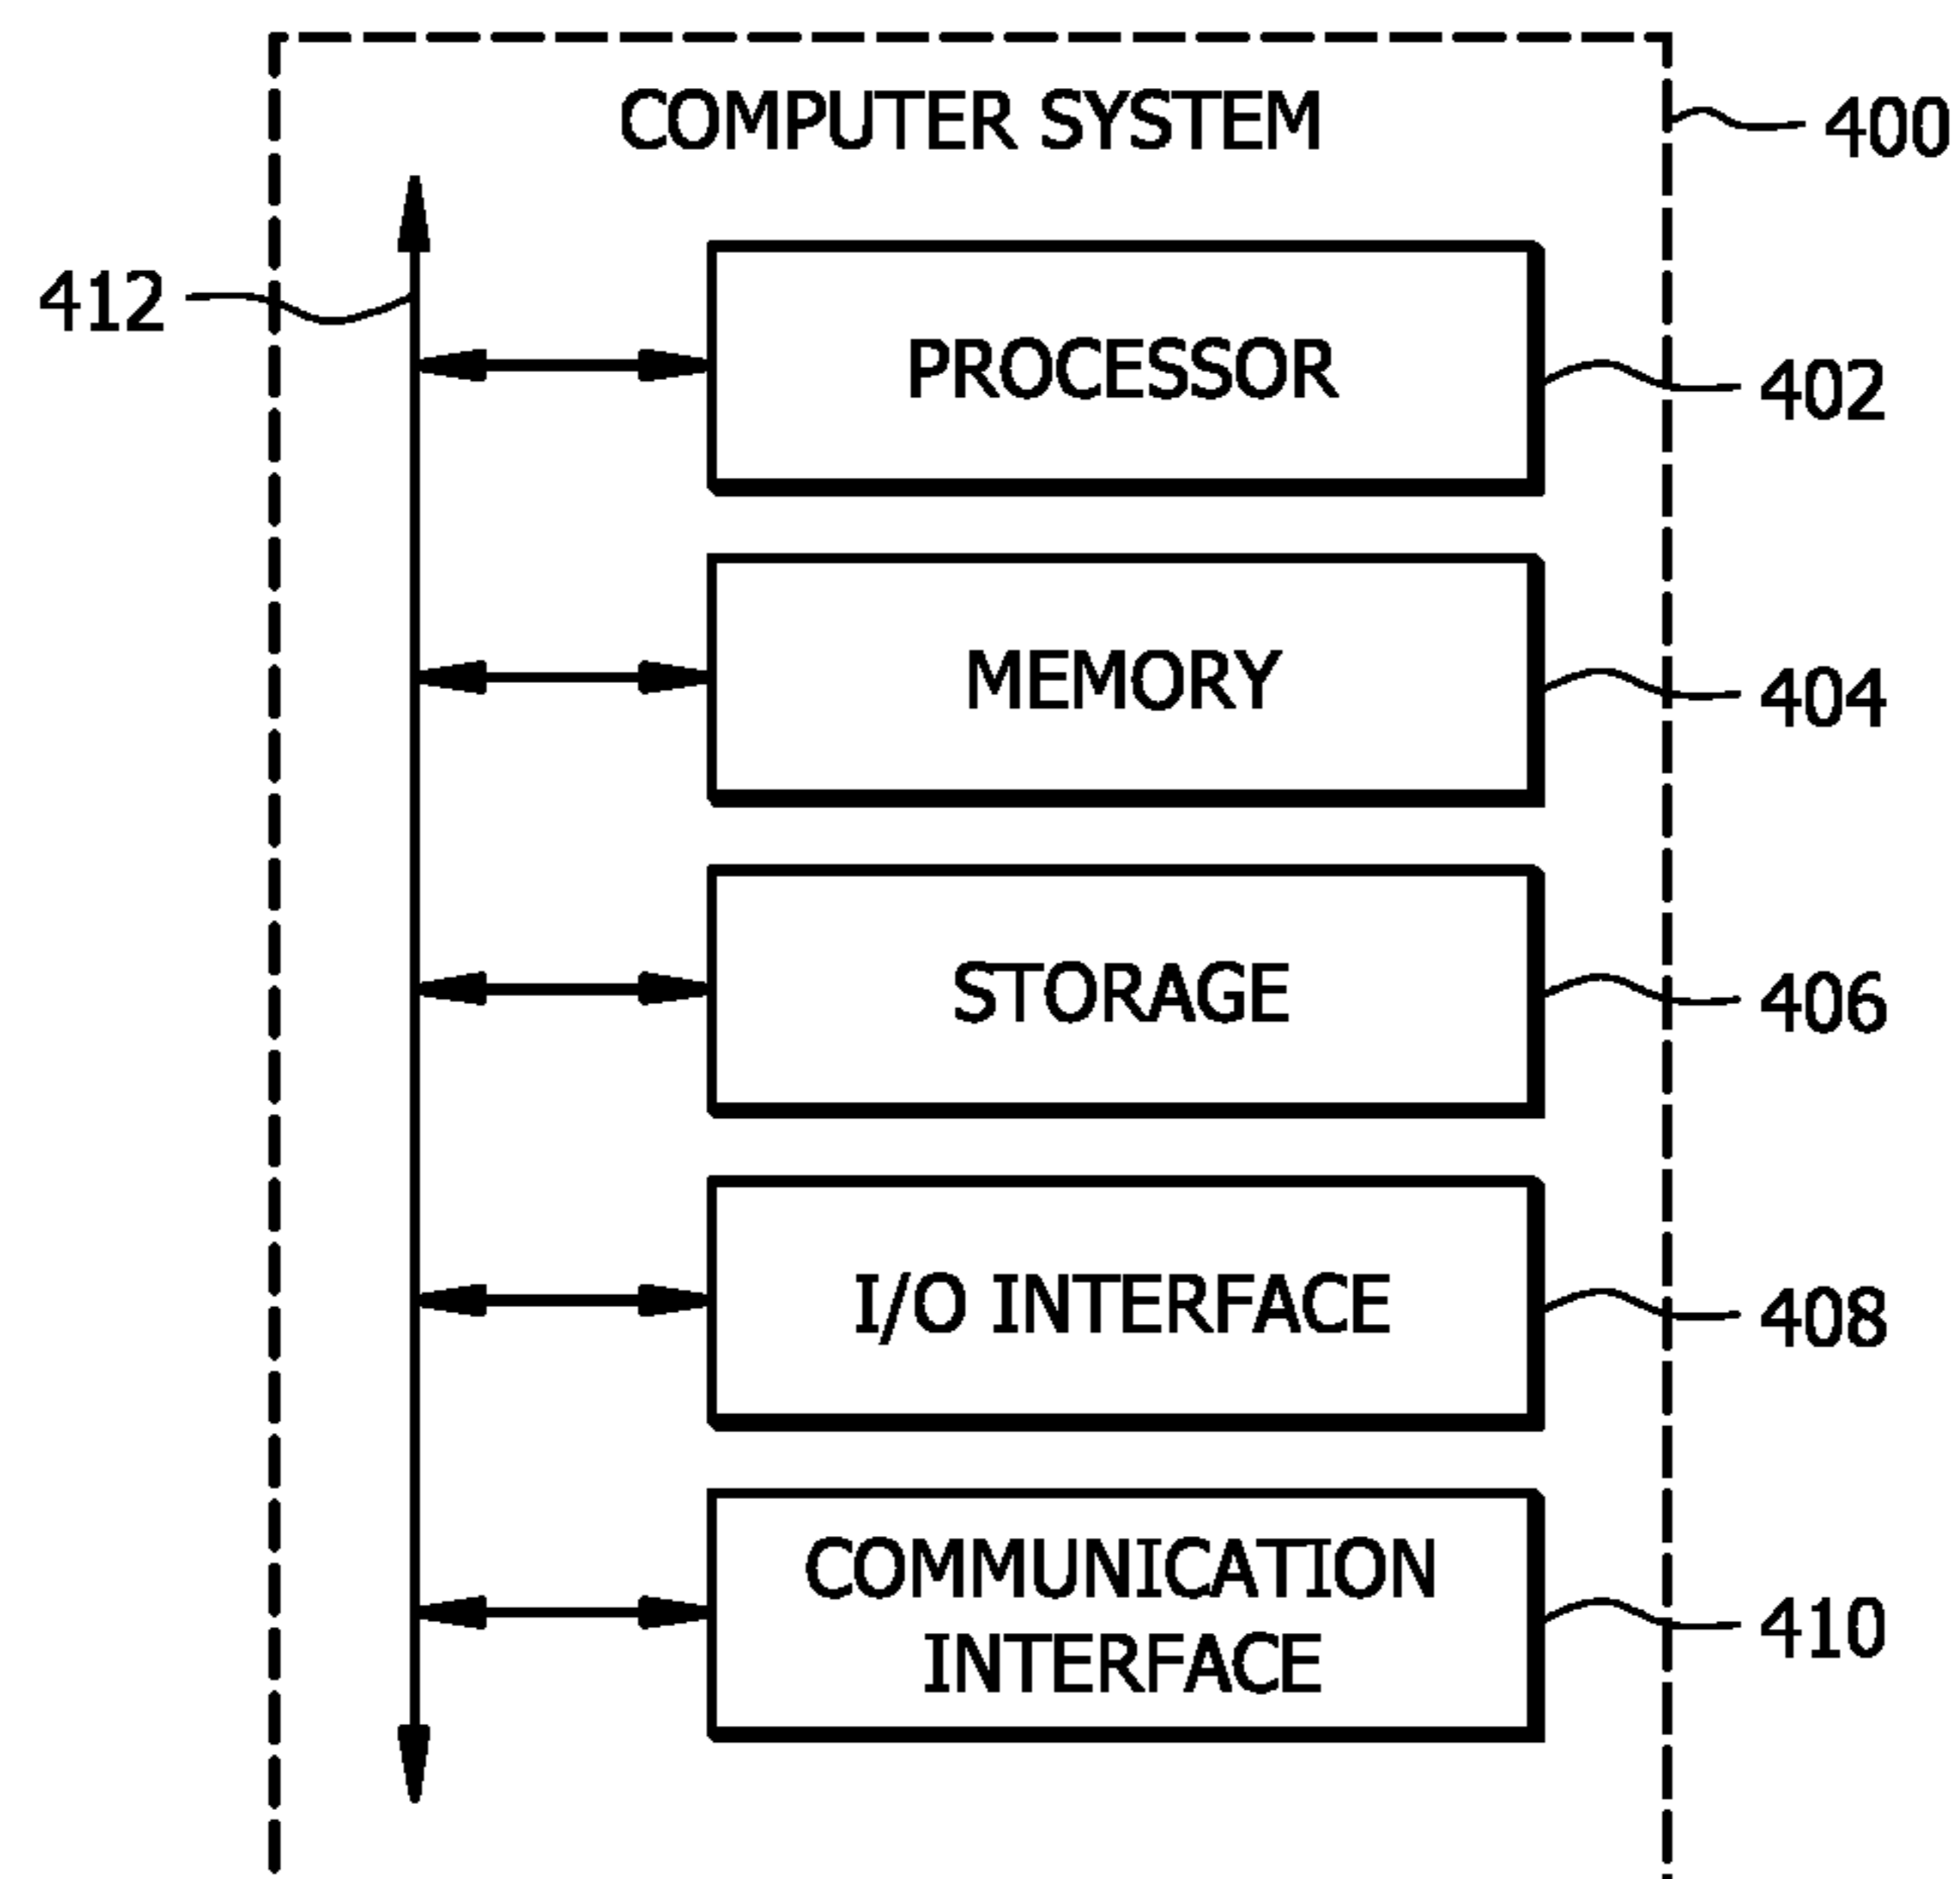 COMPUTER SYSTEM
400
412
PROCESSOR
402
MEMORY
404
STORAGE
406
I/O INTERFACE
408
COMMUNICATION
INTERFACE
410